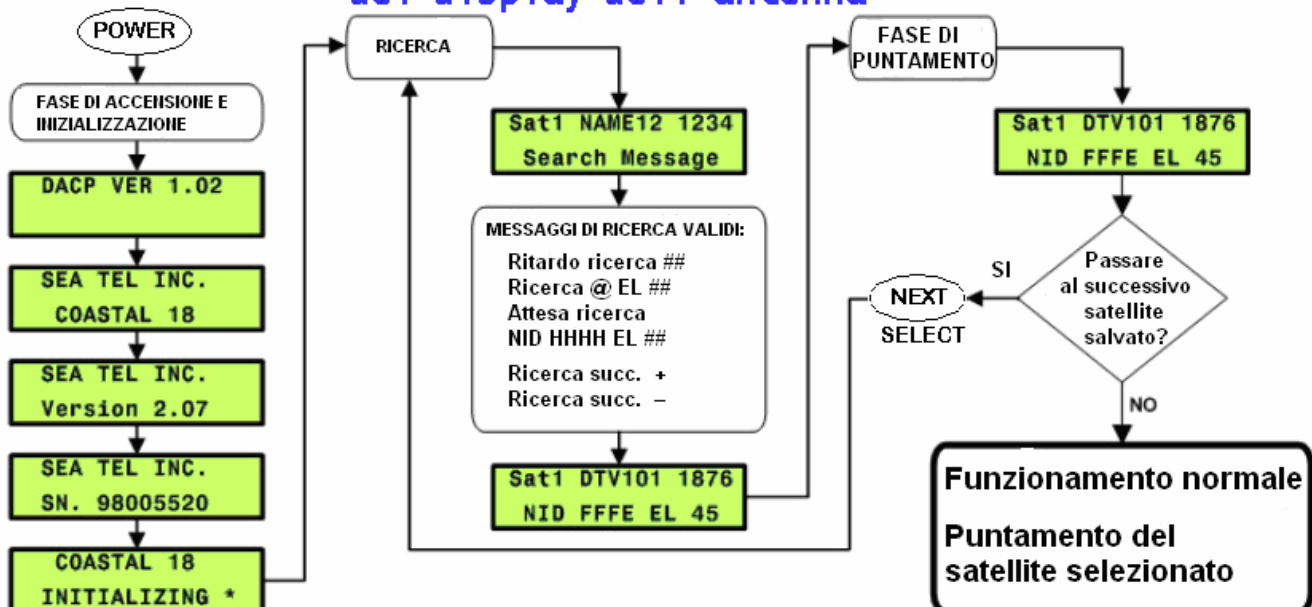 del display dell'antenna
POWER
FASE DI ACCENSIONE E
INIZIALIZZAZIONE
DACP VER 1.02
SEA TEL INC.
COASTAL 18
SEA TEL INC.
Version 2.07
SEA TEL INC.
SN. 98005520
COASTAL 18
INITIALIZING *
RICERCA
Sat1 NAME12 1234
Search Message
MESSAGGI DI RICERCA VALIDI:
Ritardo ricerca ##
Ricerca @ EL ##
Attesa ricerca
NID HHHH EL ##
Ricerca succ. +
Ricerca succ. –
Sat1 DTV101 1876
NID FFFE EL 45
FASE DI
PUNTAMENTO
Sat1 DTV101 1876
NID FFFE EL 45
Passare
al successivo
satellite
salvato?
SI
NEXT
SELECT
NO
Funzionamento normale
Puntamento del
satellite selezionato